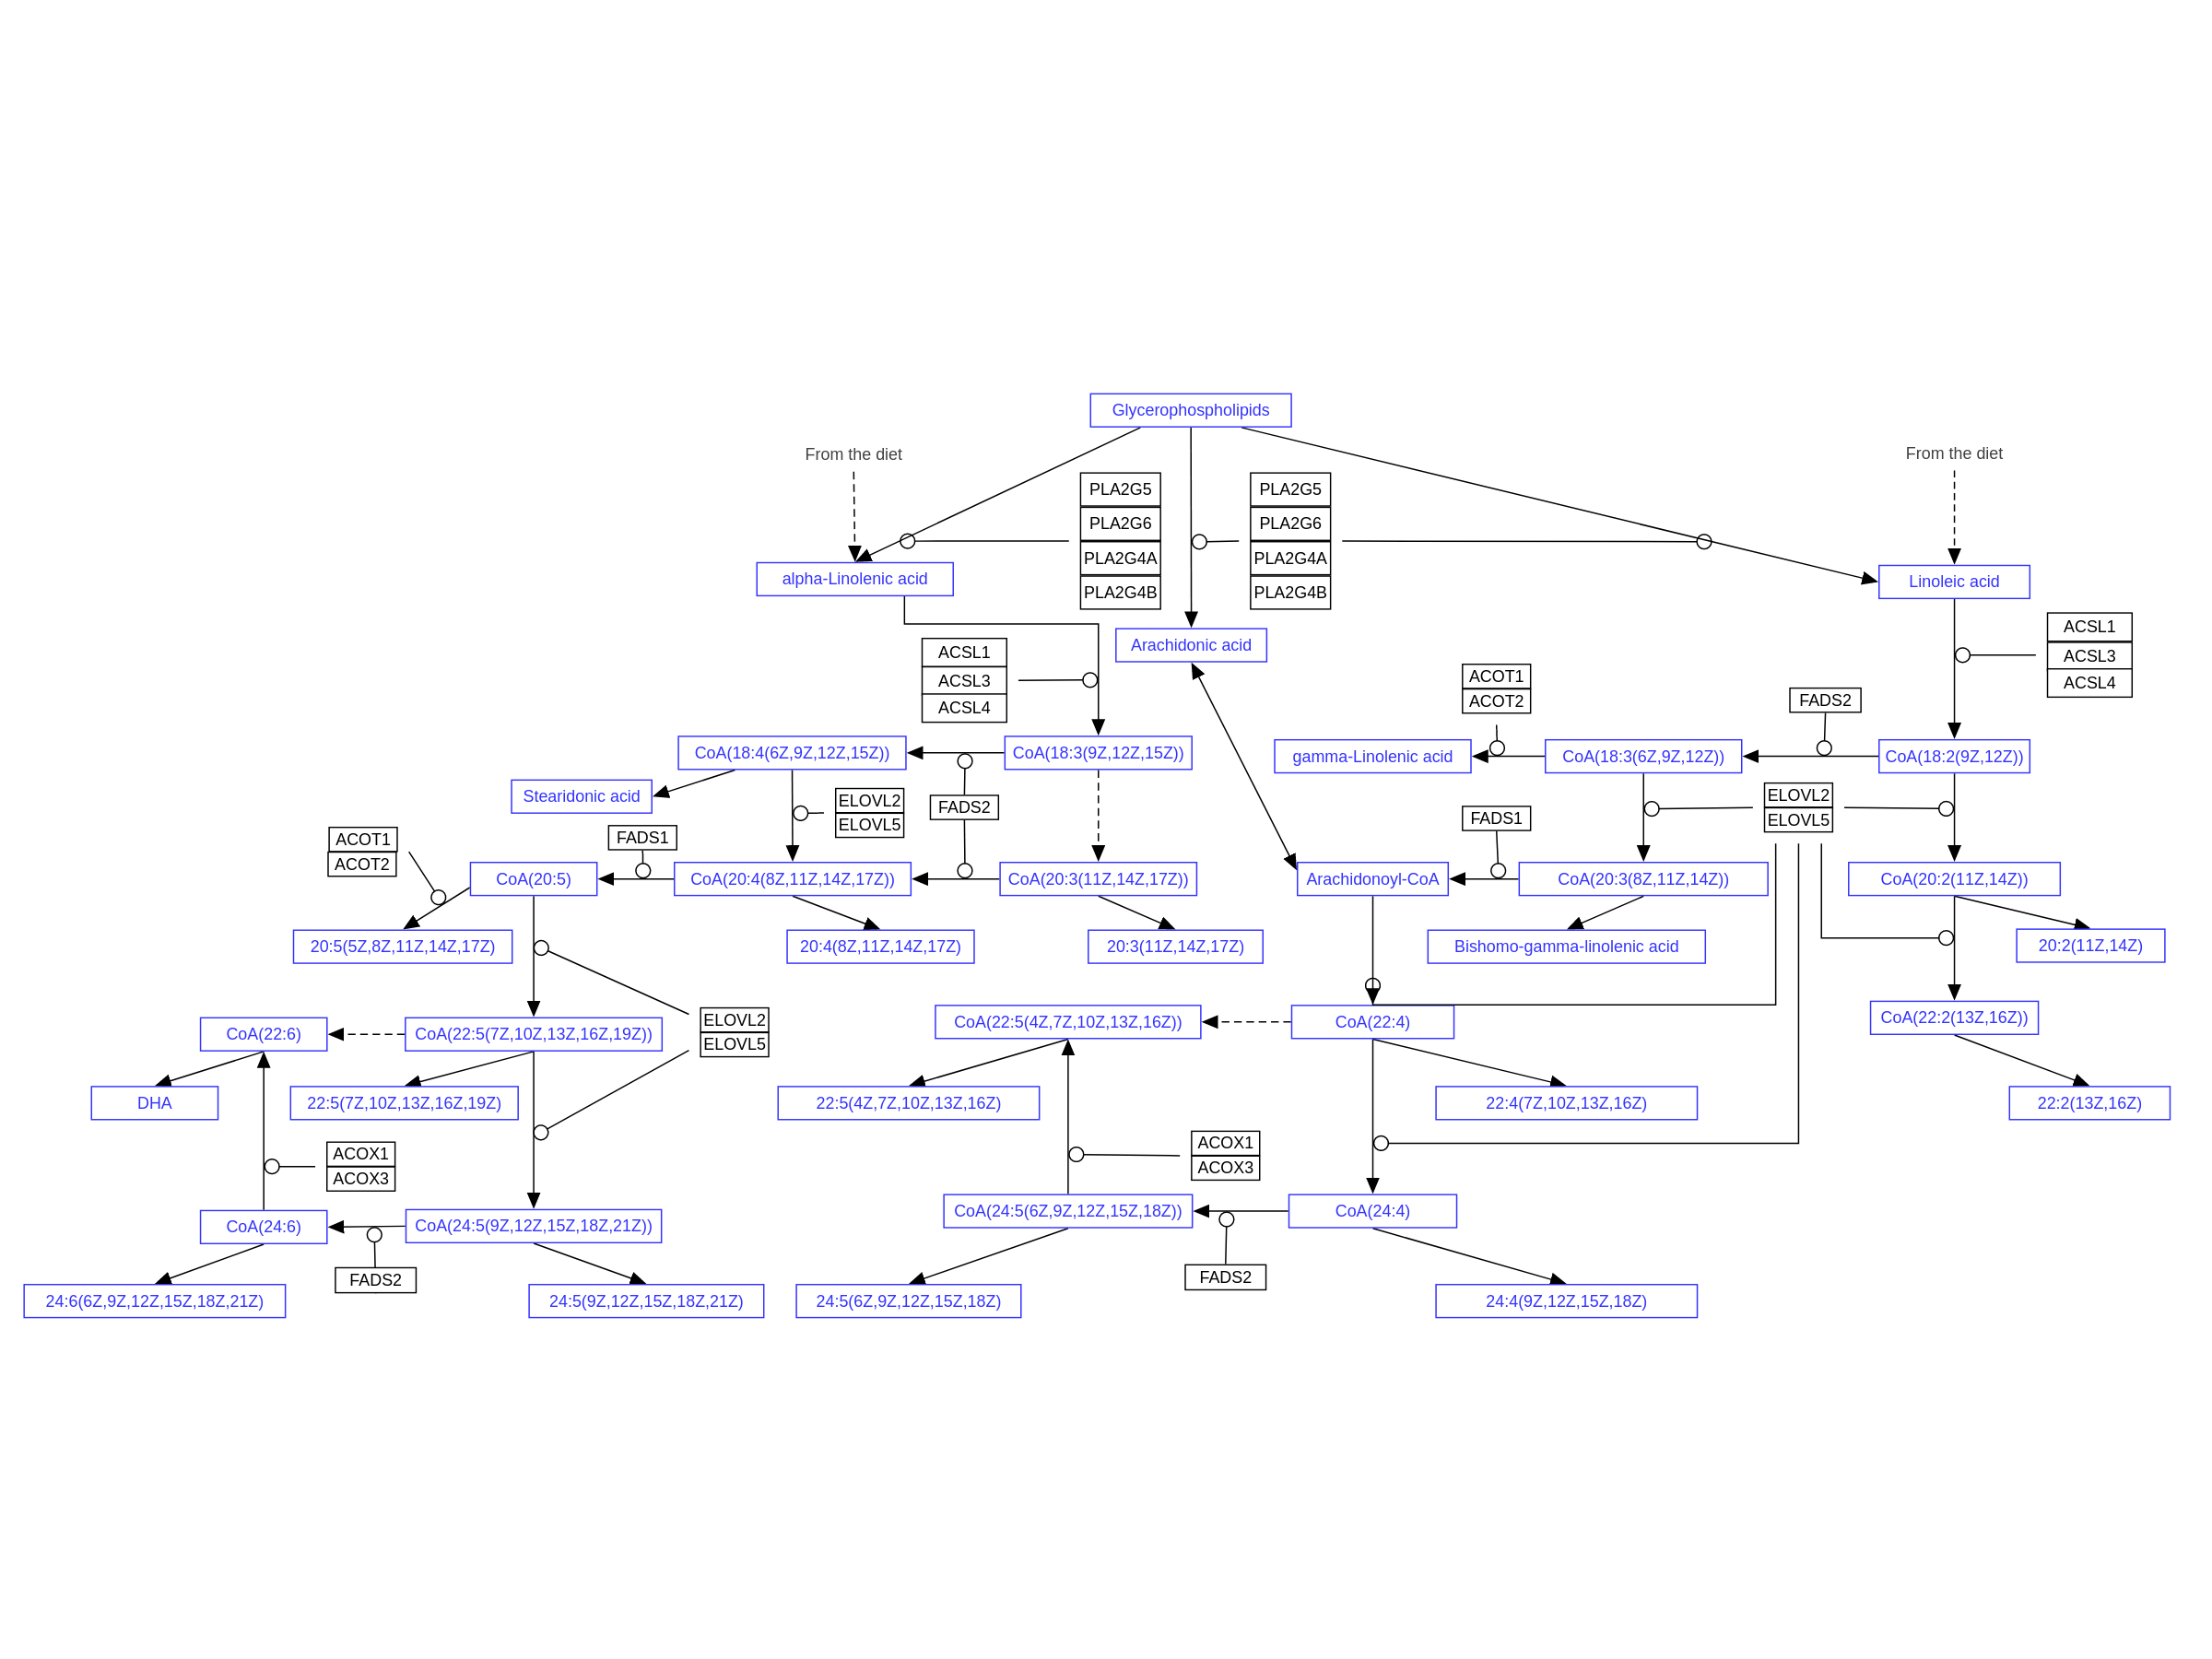 Glycerophospholipids
From the diet
From the diet
PLA2G5
PLA2G5
PLA2G6
PLA2G6
PLA2G4A
PLA2G4A
PLA2G4B
PLA2G4B
alpha-Linolenic acid
Linoleic acid
Arachidonic acid
ACSL1
ACSL3
ACSL4
ACSL1
ACSL3
ACSL4
ACOT1
ACOT2
FADS2
CoA(18:4(6Z,9Z,12Z,15Z))
CoA(18:3(9Z,12Z,15Z))
gamma-Linolenic acid
CoA(18:3(6Z,9Z,12Z))
CoA(18:2(9Z,12Z))
Stearidonic acid
ELOVL2
ELOVL5
FADS2
ELOVL2
ELOVL5
ACOT1
ACOT2
FADS1
FADS1
CoA(20:5)
CoA(20:4(8Z,11Z,14Z,17Z))
CoA(20:3(11Z,14Z,17Z))
Arachidonoyl-CoA
CoA(20:3(8Z,11Z,14Z))
CoA(20:2(11Z,14Z))
20:5(5Z,8Z,11Z,14Z,17Z)
20:4(8Z,11Z,14Z,17Z)
20:3(11Z,14Z,17Z)
Bishomo-gamma-linolenic acid
20:2(11Z,14Z)
ELOVL2
ELOVL5
CoA(22:6)
CoA(22:5(7Z,10Z,13Z,16Z,19Z))
CoA(22:5(4Z,7Z,10Z,13Z,16Z))
CoA(22:4)
CoA(22:2(13Z,16Z))
DHA
22:5(7Z,10Z,13Z,16Z,19Z)
22:5(4Z,7Z,10Z,13Z,16Z)
22:4(7Z,10Z,13Z,16Z)
22:2(13Z,16Z)
ACOX1
ACOX3
ACOX1
ACOX3
CoA(24:6)
CoA(24:5(9Z,12Z,15Z,18Z,21Z))
CoA(24:5(6Z,9Z,12Z,15Z,18Z))
CoA(24:4)
FADS2
FADS2
24:6(6Z,9Z,12Z,15Z,18Z,21Z)
24:5(9Z,12Z,15Z,18Z,21Z)
24:5(6Z,9Z,12Z,15Z,18Z)
24:4(9Z,12Z,15Z,18Z)